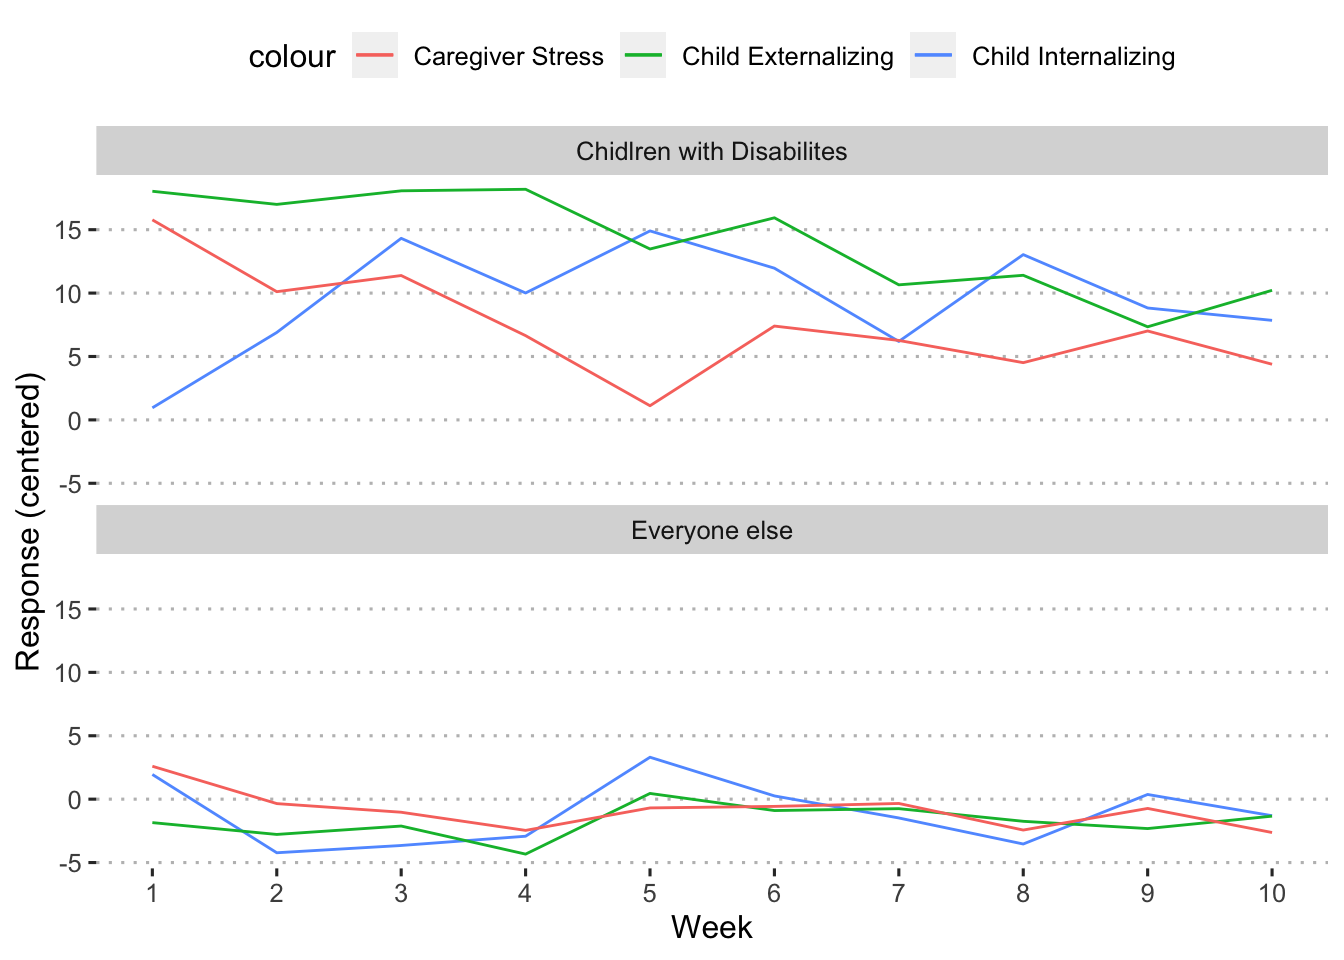 colour Caregiver Stress Child Externalizing Child Internalizing
Chidlren with Disabilites
15
10
5
0
-5
Response (centered)
Everyone else
15
10
5
0
-5
1 2 3 4 5 6 7 8 9 10
Week